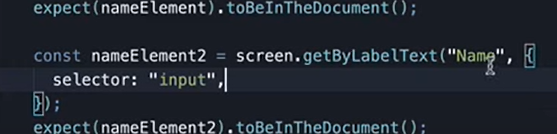 expect(nameElement).toBeInTheDocument();
const nameElement2 = screen.getByLabelText("Name", {
selector: "input",
});
expect(nameElement2).toBeInTheDocument();